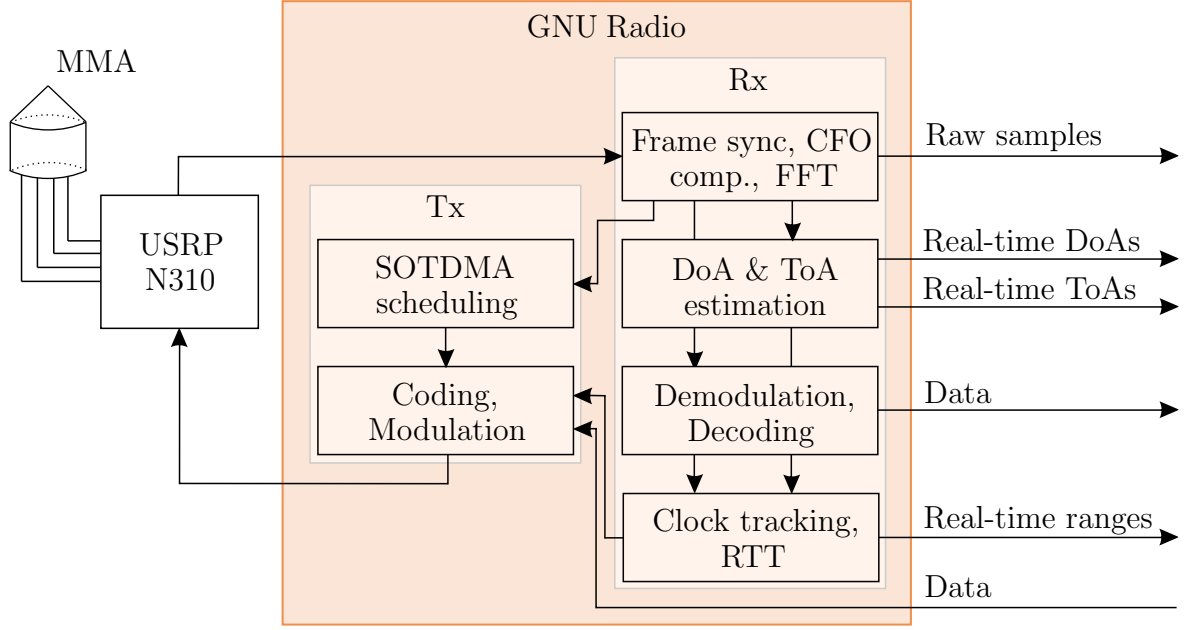 GNU Radio
MMA
Rx
Frame sync, CFO
comp., FFT
Raw samples
Tx
USRP
N310
SOTDMA
scheduling
DoA & ToA
estimation
Real-time DoAs
Real-time ToAs
Coding,
Modulation
Demodulation,
Decoding
Data
Clock tracking,
RTT
Real-time ranges
Data